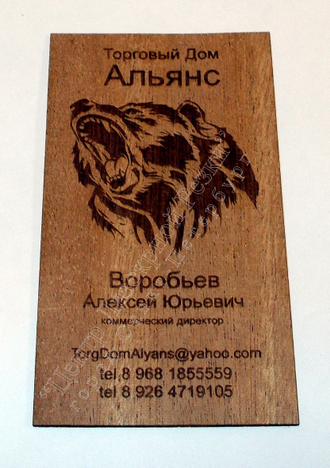 Торговый Дом
Альянс
Воробьев
Алексей Юрьевич
коммерческий директор
TorgDomAlyans@yahoo.com
tel 8 968 1855559
tel 8 926 4719105